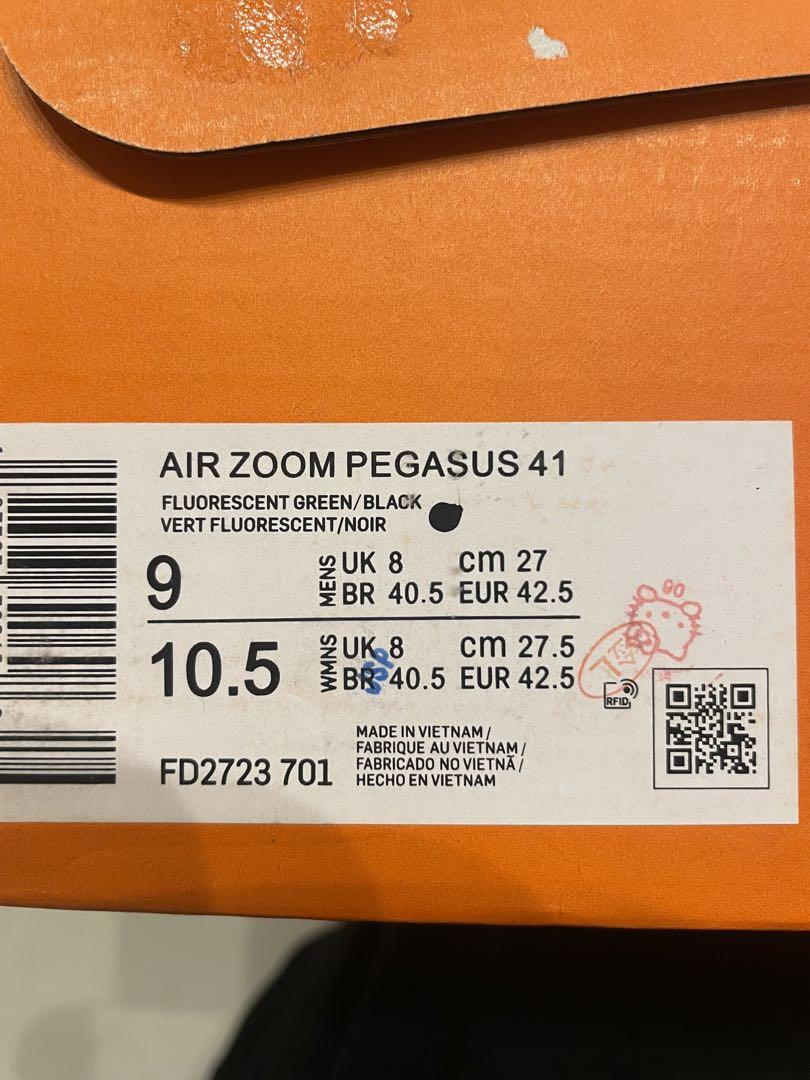 AIR ZOOM PEGASUS 41
FLUORESCENT GREEN/BLACK
VERT FLUORESCENT/NOIR
9
MENS
UK 8 cm 27
BR 40.5 EUR 42.5
10.5
WMNS
UK 8 cm 27.5
BR 40.5 EUR 42.5
90
RFID
FD2723 701
MADE IN VIETNAM /
FABRIQUE AU VIETNAM /
FABRICADO NO VIETNÃ /
HECHO EN VIETNAM